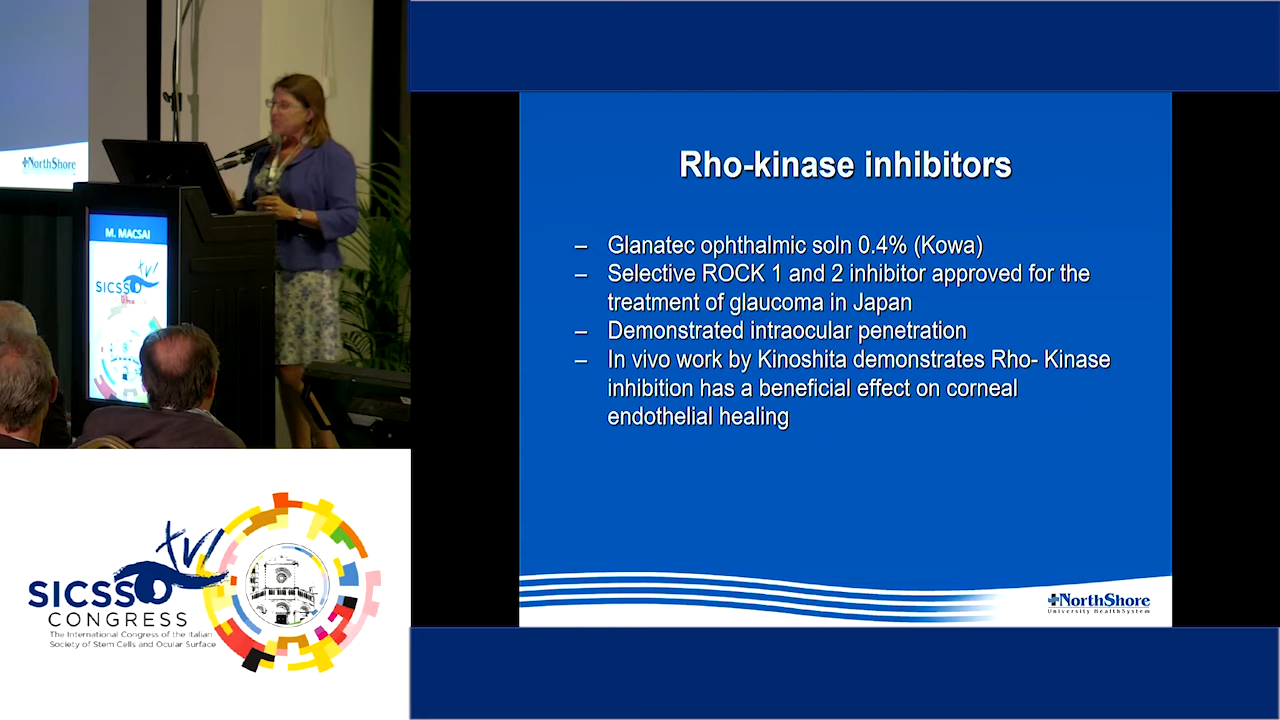 NorthShore
M. MACSAI
SICSSO
tv
Rho-kinase inhibitors
– Glanatec ophthalmic soln 0.4% (Kowa)
– Selective ROCK 1 and 2 inhibitor approved for the
treatment of glaucoma in Japan
– Demonstrated intraocular penetration
– In vivo work by Kinoshita demonstrates Rho- Kinase
inhibition has a beneficial effect on corneal
endothelial healing
NorthShore
University HealthSystem
tv
SICSSO
CONGRESS
The International Congress of the Italian
Society of Stem Cells and Ocular Surface